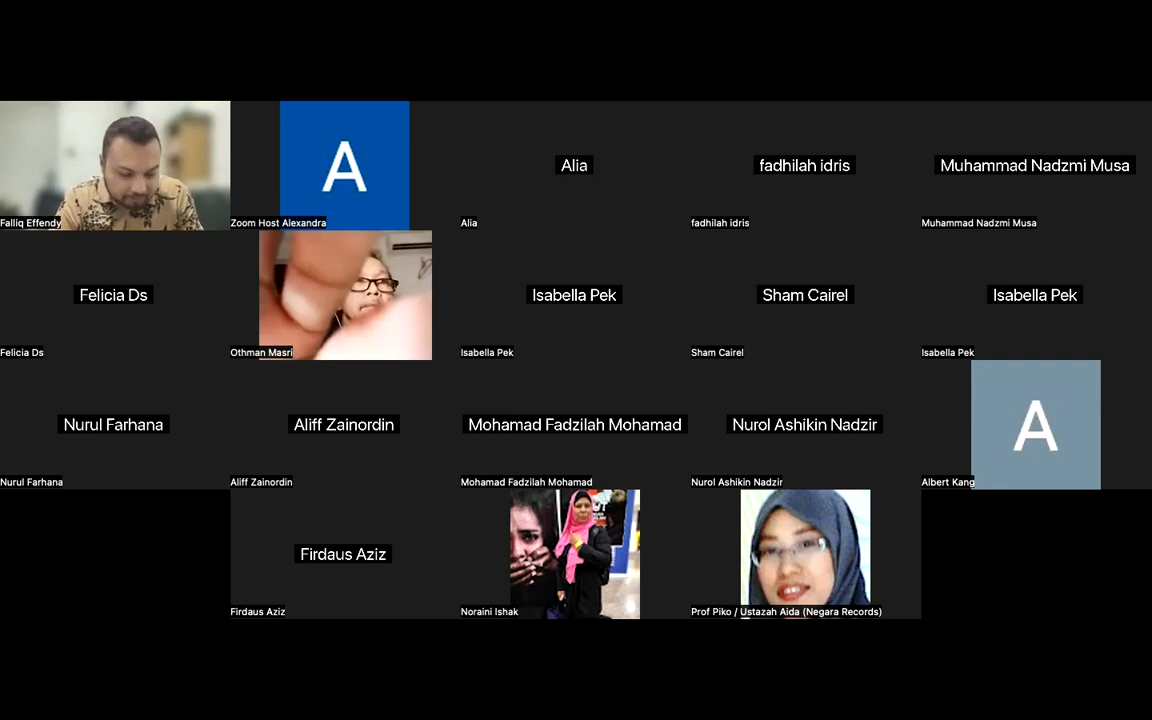 Falliq Effendy
A
Zoom Host Alexandra
Alia
Alia
fadhilah idris
fadhilah idris
Muhammad Nadzmi Musa
Muhammad Nadzmi Musa
Felicia Ds
Felicia Ds
Othman Masri
Isabella Pek
Isabella Pek
Sham Cairel
Sham Cairel
Isabella Pek
Isabella Pek
Nurul Farhana
Nurul Farhana
Aliff Zainordin
Aliff Zainordin
Mohamad Fadzilah Mohamad
Mohamad Fadzilah Mohamad
Nurol Ashikin Nadzir
Nurol Ashikin Nadzir
A
Albert Kang
Firdaus Aziz
Firdaus Aziz
Noraini Ishak
Prof Piko / Ustazah Aida (Negara Records)